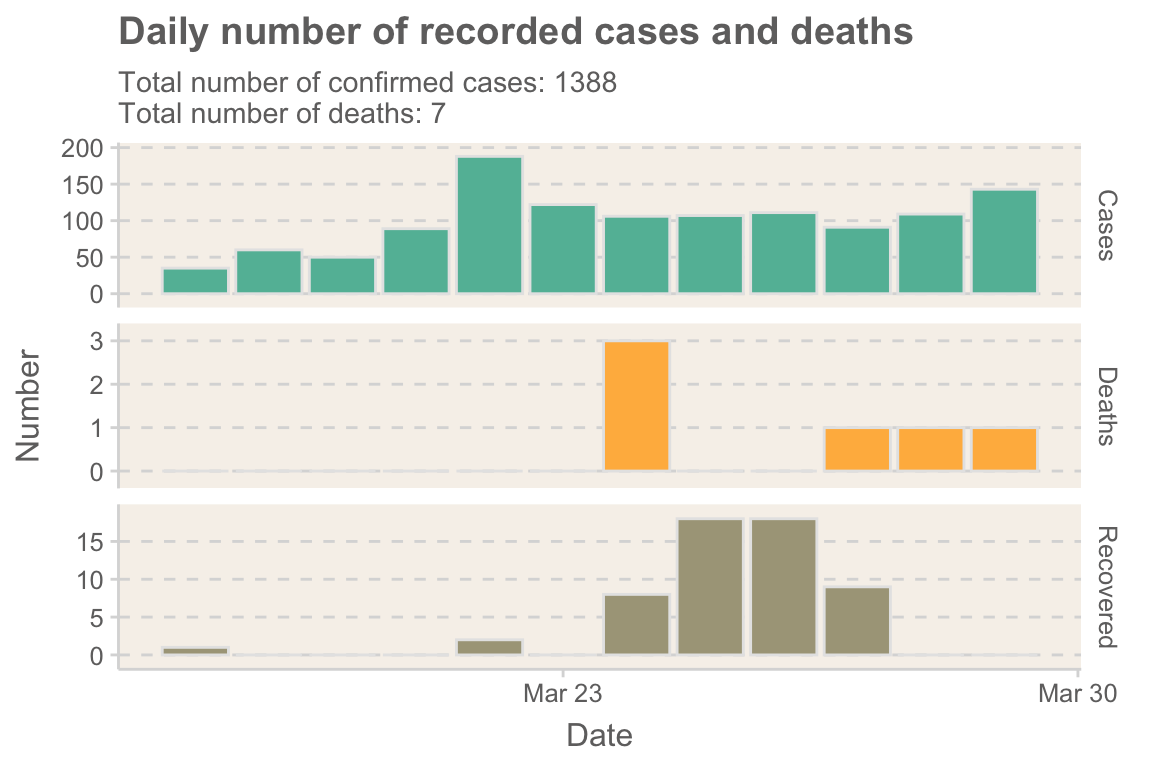 Daily number of recorded cases and deaths
Total number of confirmed cases: 1388
Total number of deaths: 7
200
150
100
50
0
Cases
3
2
1
0
Deaths
15
10
5
0
Recovered
Number
Mar 23
Mar 30
Date